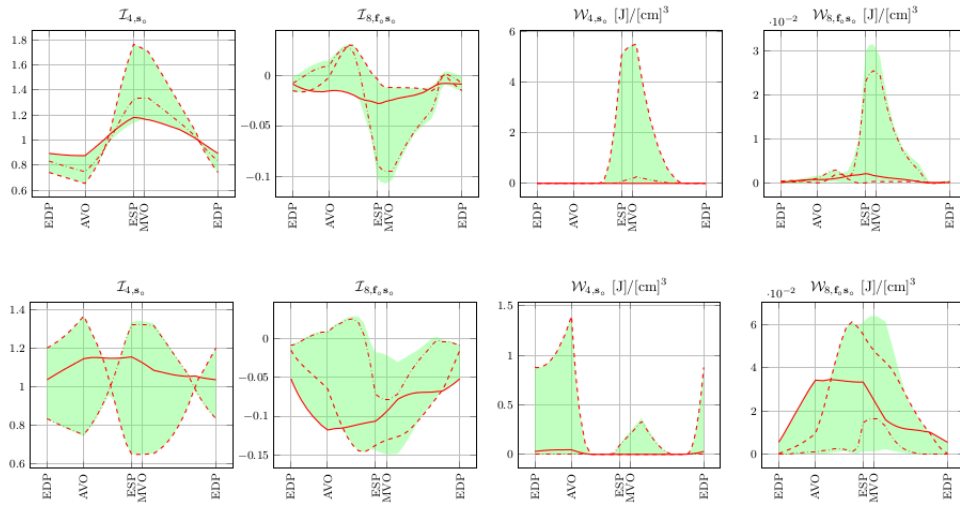 I4,s₀
1.8
1.6
1.4
1.2
1
0.8
0.6
EDP
AVO
ESP
MVO
EDP
I8,f₀s₀
0
−0.05
−0.1
EDP
AVO
ESP
MVO
EDP
W4,s₀ [J]/[cm]³
6
4
2
0
EDP
AVO
ESP
MVO
EDP
·10⁻² W8,f₀s₀ [J]/[cm]³
3
2
1
0
EDP
AVO
ESP
MVO
EDP
I4,s₀
1.4
1.2
1
0.8
0.6
EDP
AVO
ESP
MVO
EDP
I8,f₀s₀
0
−0.05
−0.1
−0.15
EDP
AVO
ESP
MVO
EDP
W4,s₀ [J]/[cm]³
1.5
1
0.5
0
EDP
AVO
ESP
MVO
EDP
·10⁻² W8,f₀s₀ [J]/[cm]³
6
4
2
0
EDP
AVO
ESP
MVO
EDP